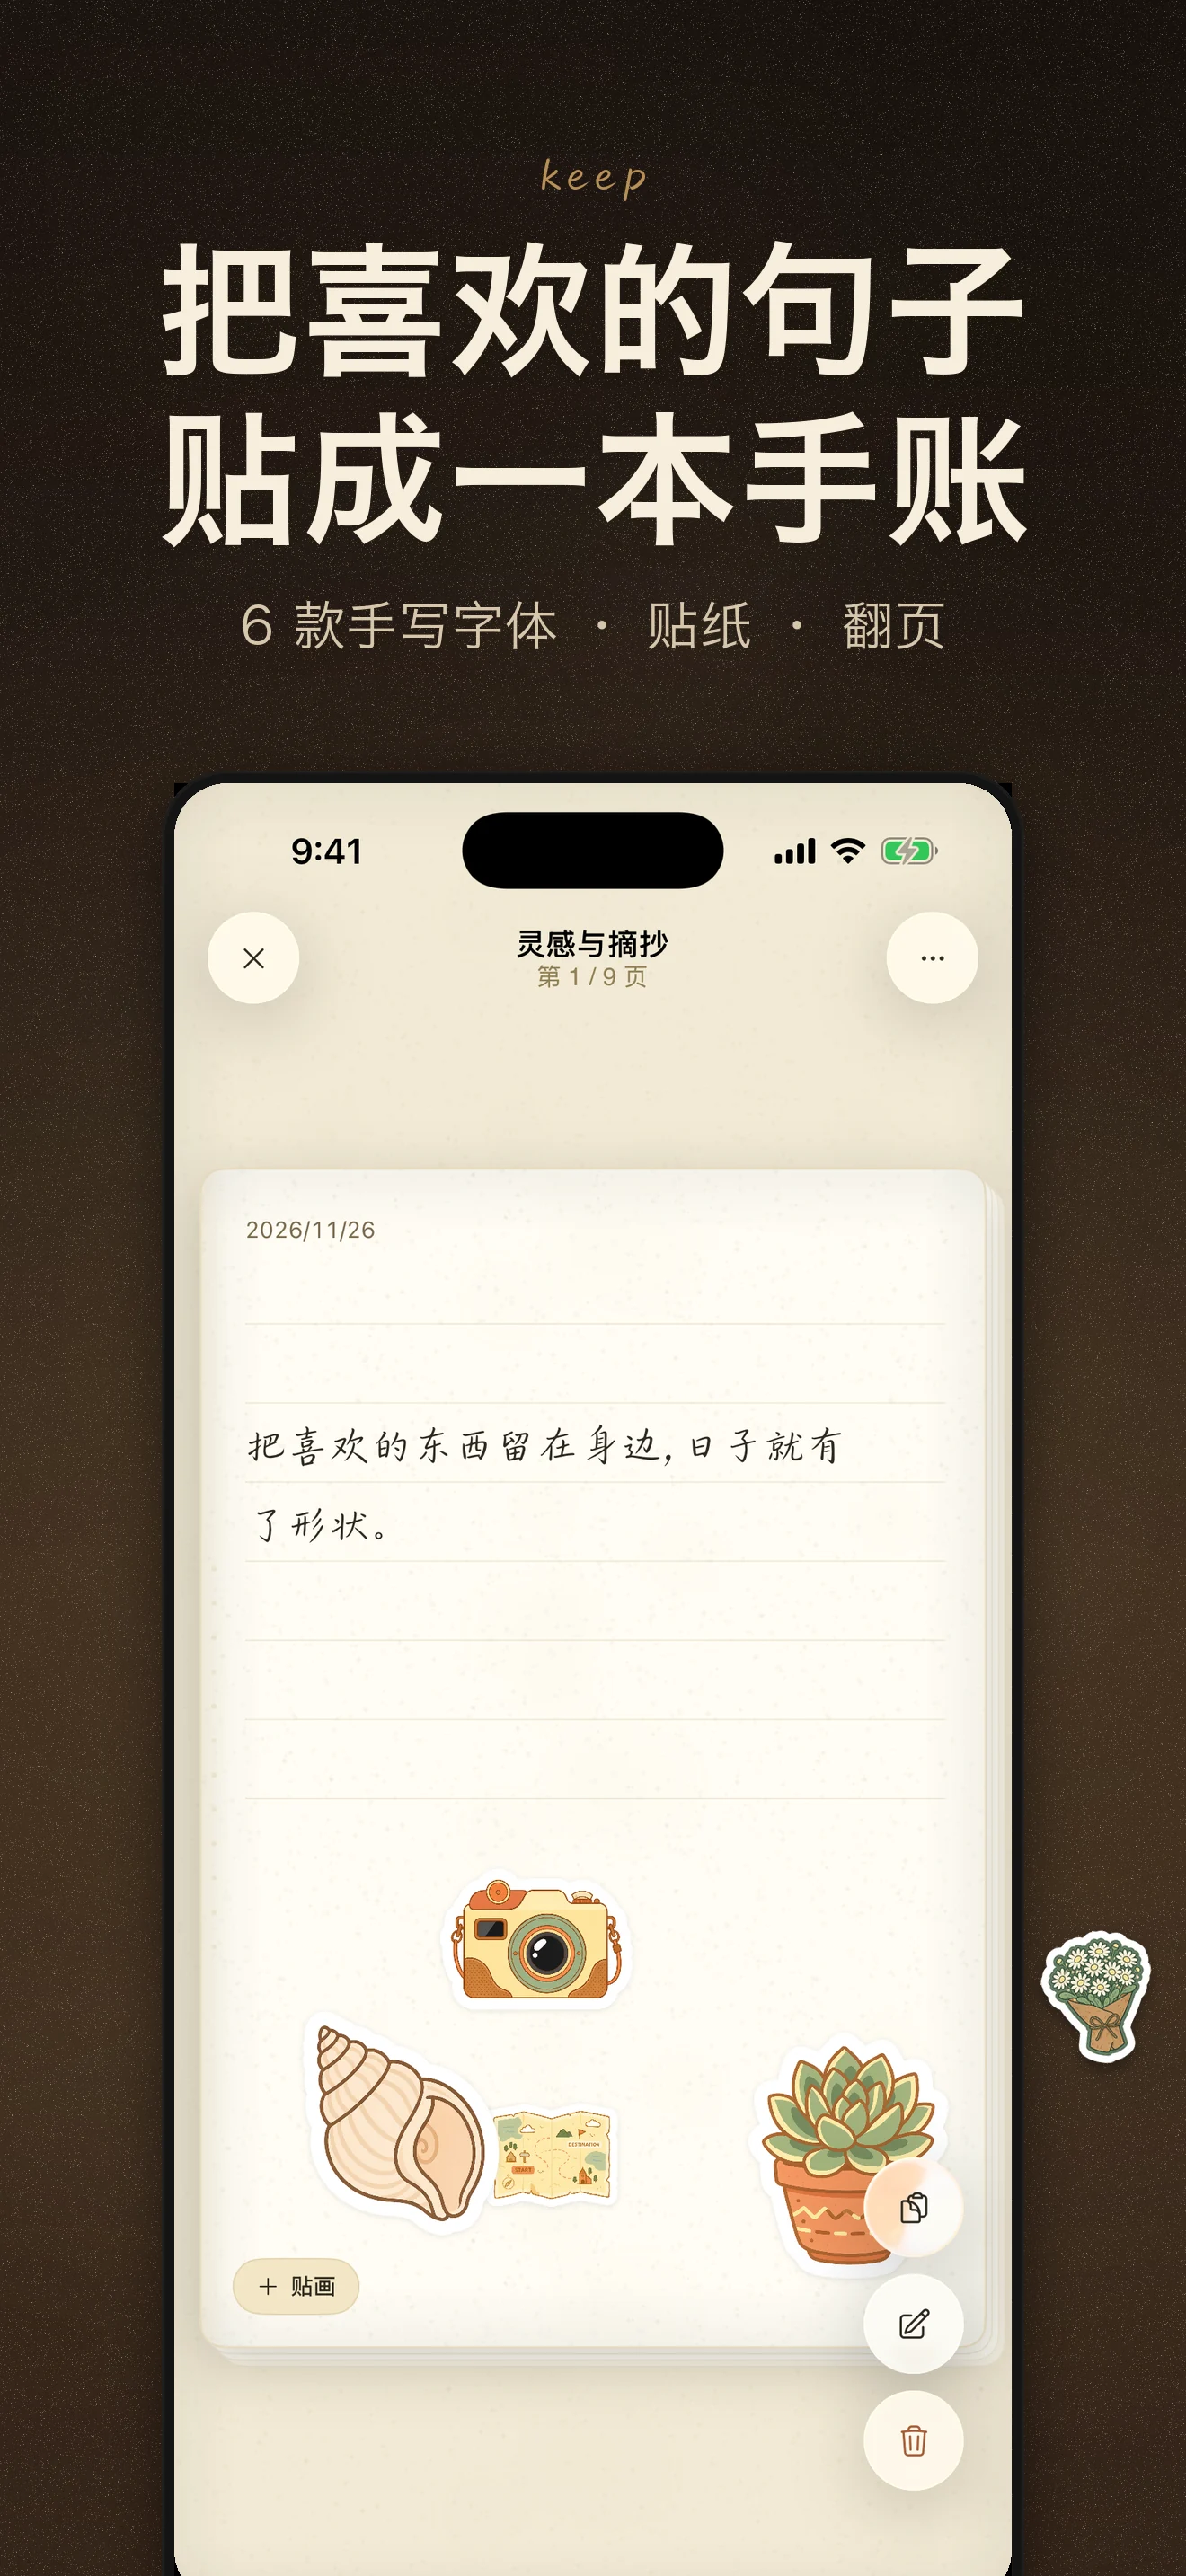 keep
把喜欢的句子
贴成一本手账
6 款手写字体 · 贴纸 · 翻页
9:41
灵感与摘抄
第 1 / 9 页
2026/11/26
把喜欢的东西留在身边,日子就有
了形状。
DESTINATION
START
+ 贴画